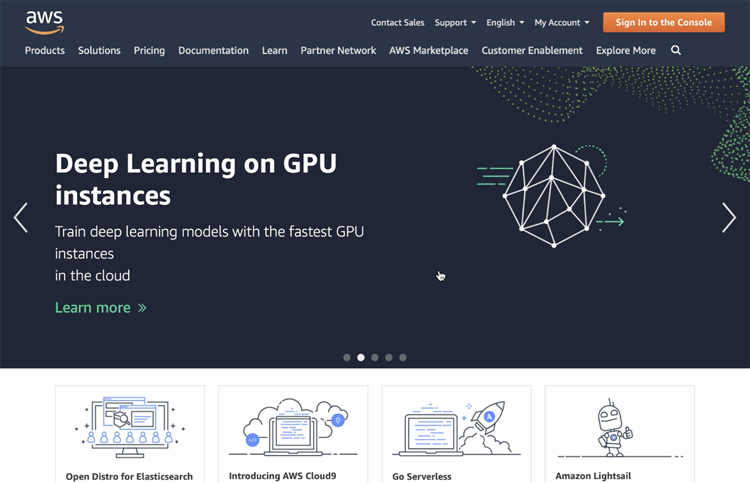 aws
Contact Sales Support English My Account Sign In to the Console
Products Solutions Pricing Documentation Learn Partner Network AWS Marketplace Customer Enablement Explore More
Deep Learning on GPU
instances
Train deep learning models with the fastest GPU
instances
in the cloud
Learn more »
Open Distro for Elasticsearch Introducing AWS Cloud9 Go Serverless Amazon Lightsail